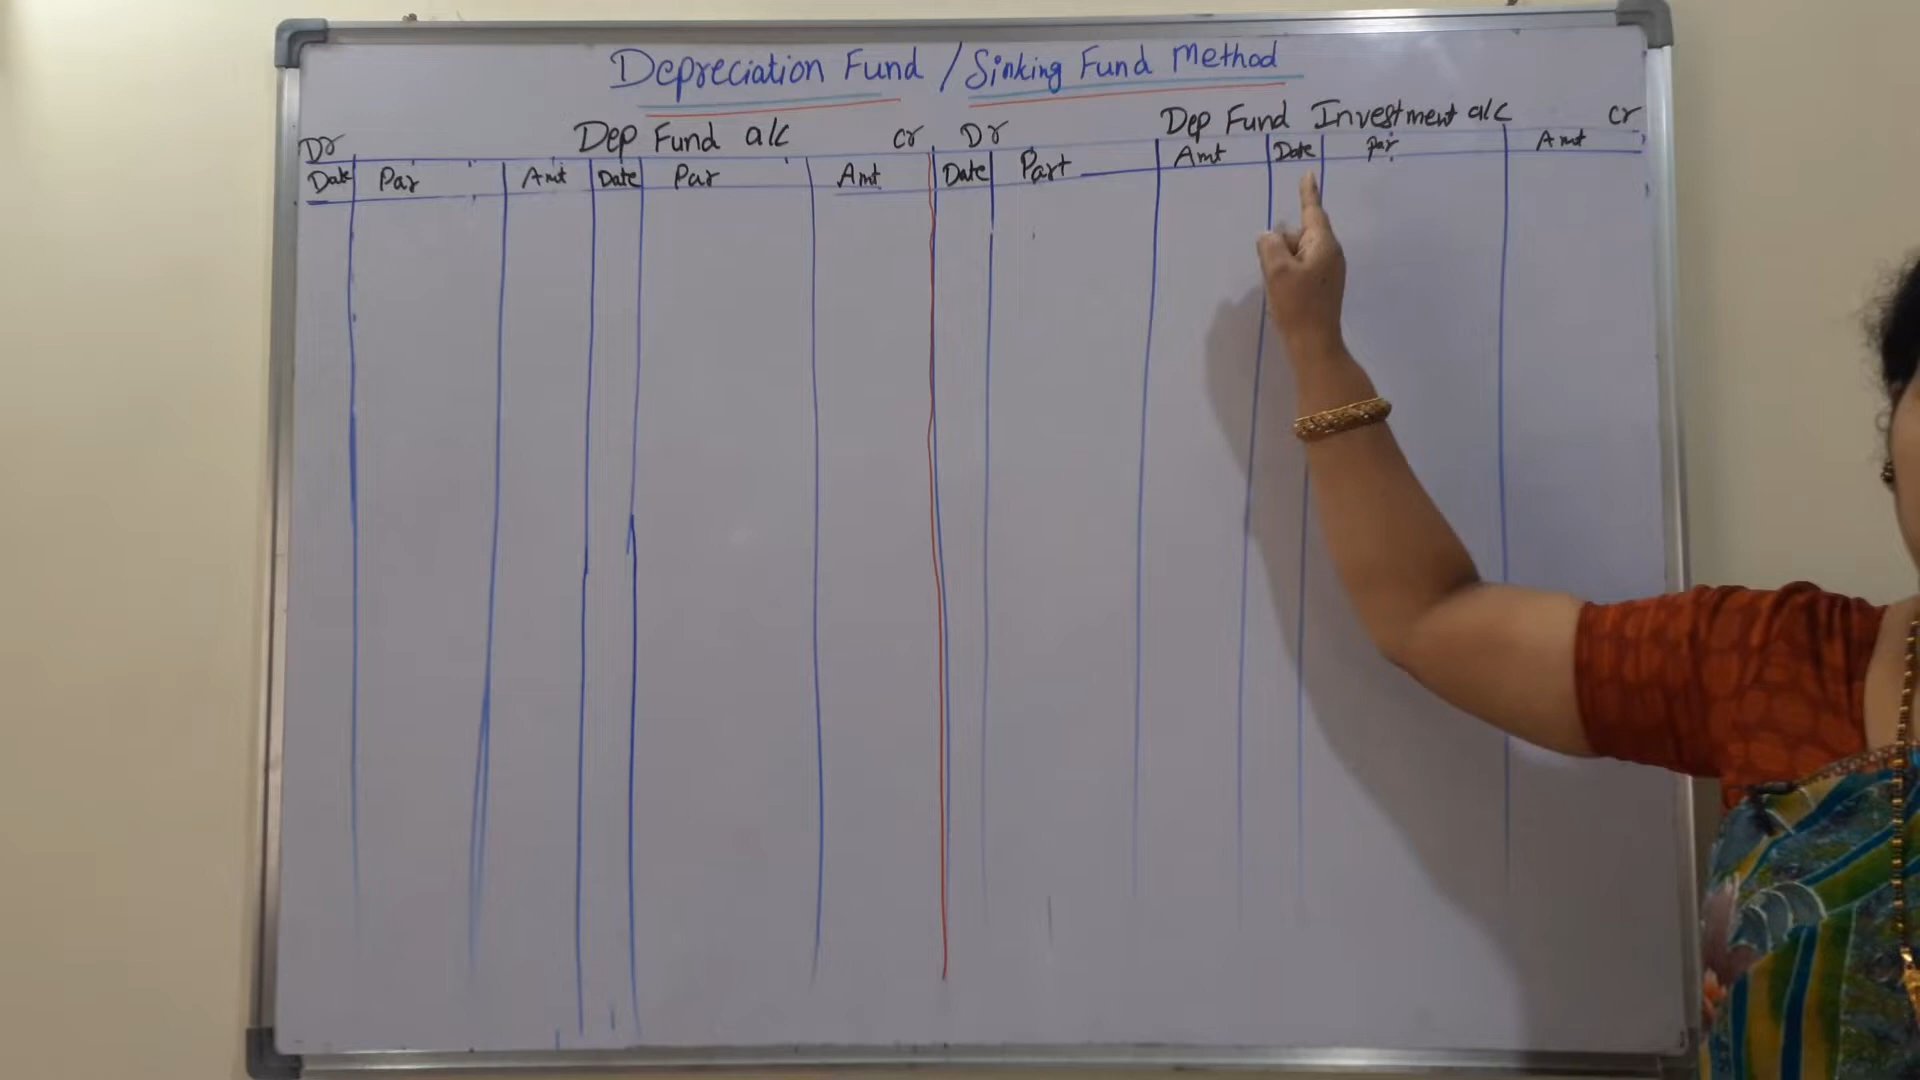 Depreciation Fund / Sinking Fund Method
Dr Dep Fund a/c Cr
Date Par Amt Date Par Amt
Dr Dep Fund Investment a/c Cr
Date Part Amt Date Par Amt